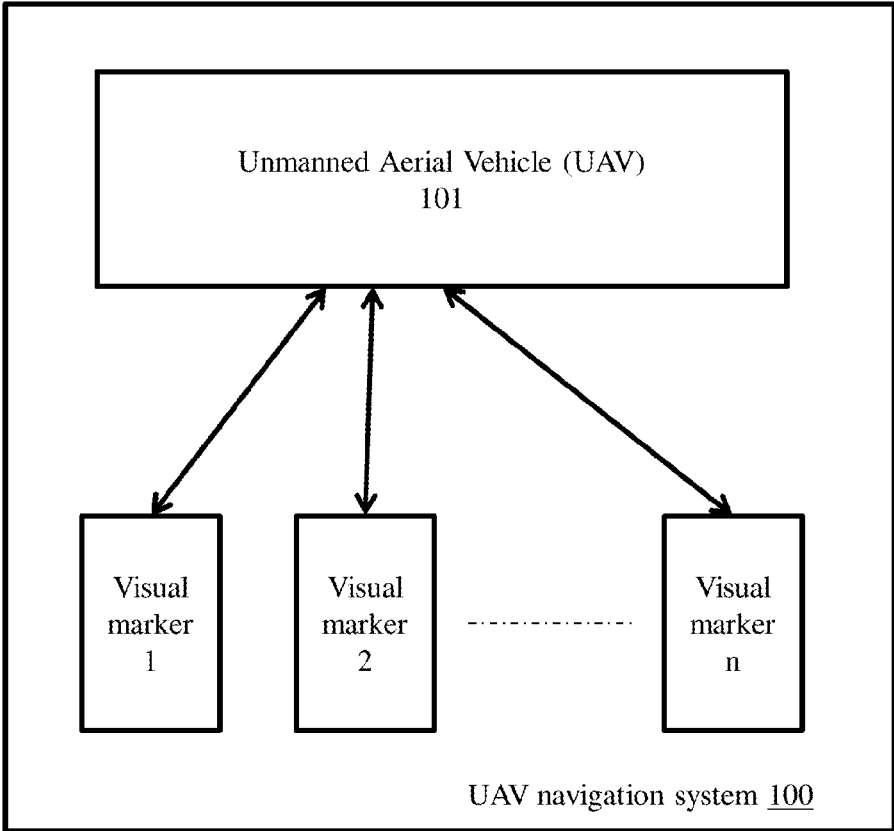 Unmanned Aerial Vehicle (UAV)
101
Visual
marker
1
Visual
marker
2
Visual
marker
n
UAV navigation system 100